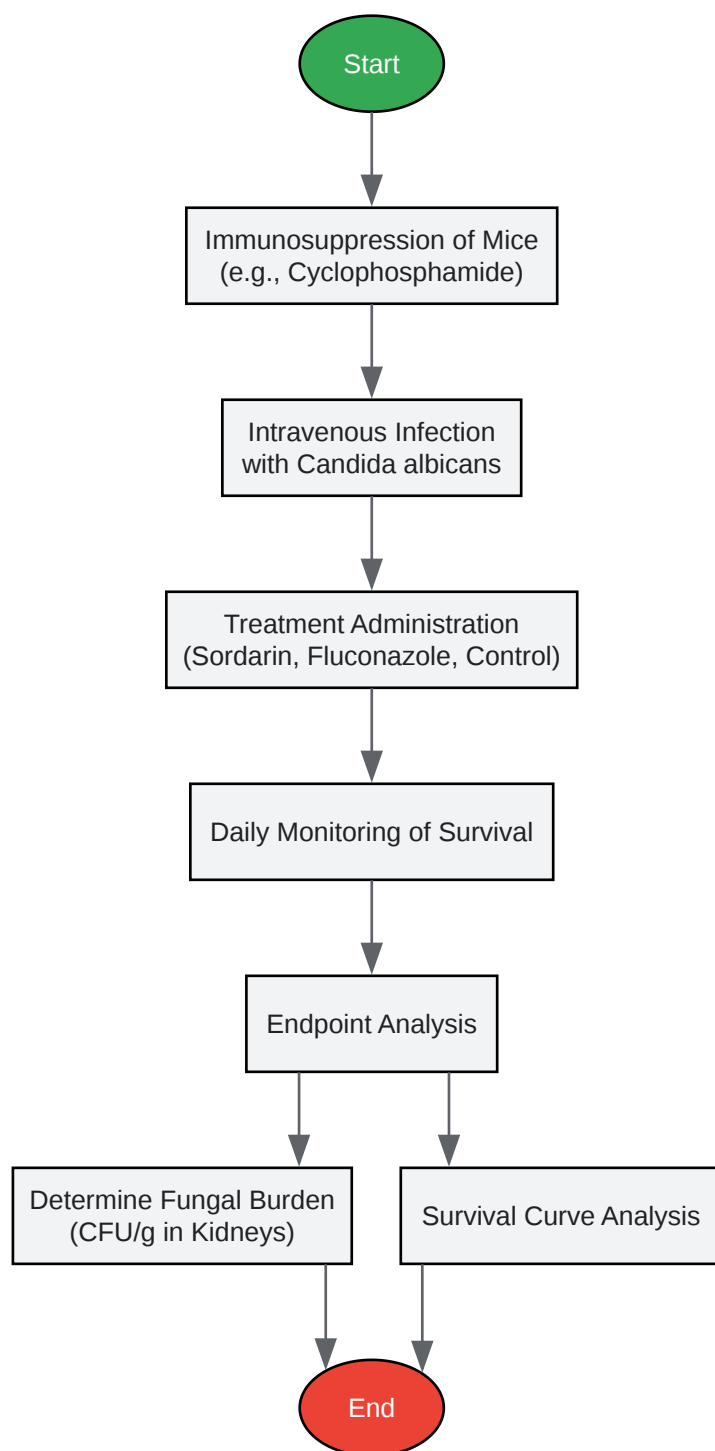 Start
Immunosuppression of Mice
(e.g., Cyclophosphamide)
Intravenous Infection
with Candida albicans
Treatment Administration
(Sordarin, Fluconazole, Control)
Daily Monitoring of Survival
Endpoint Analysis
Determine Fungal Burden
(CFU/g in Kidneys)
Survival Curve Analysis
End